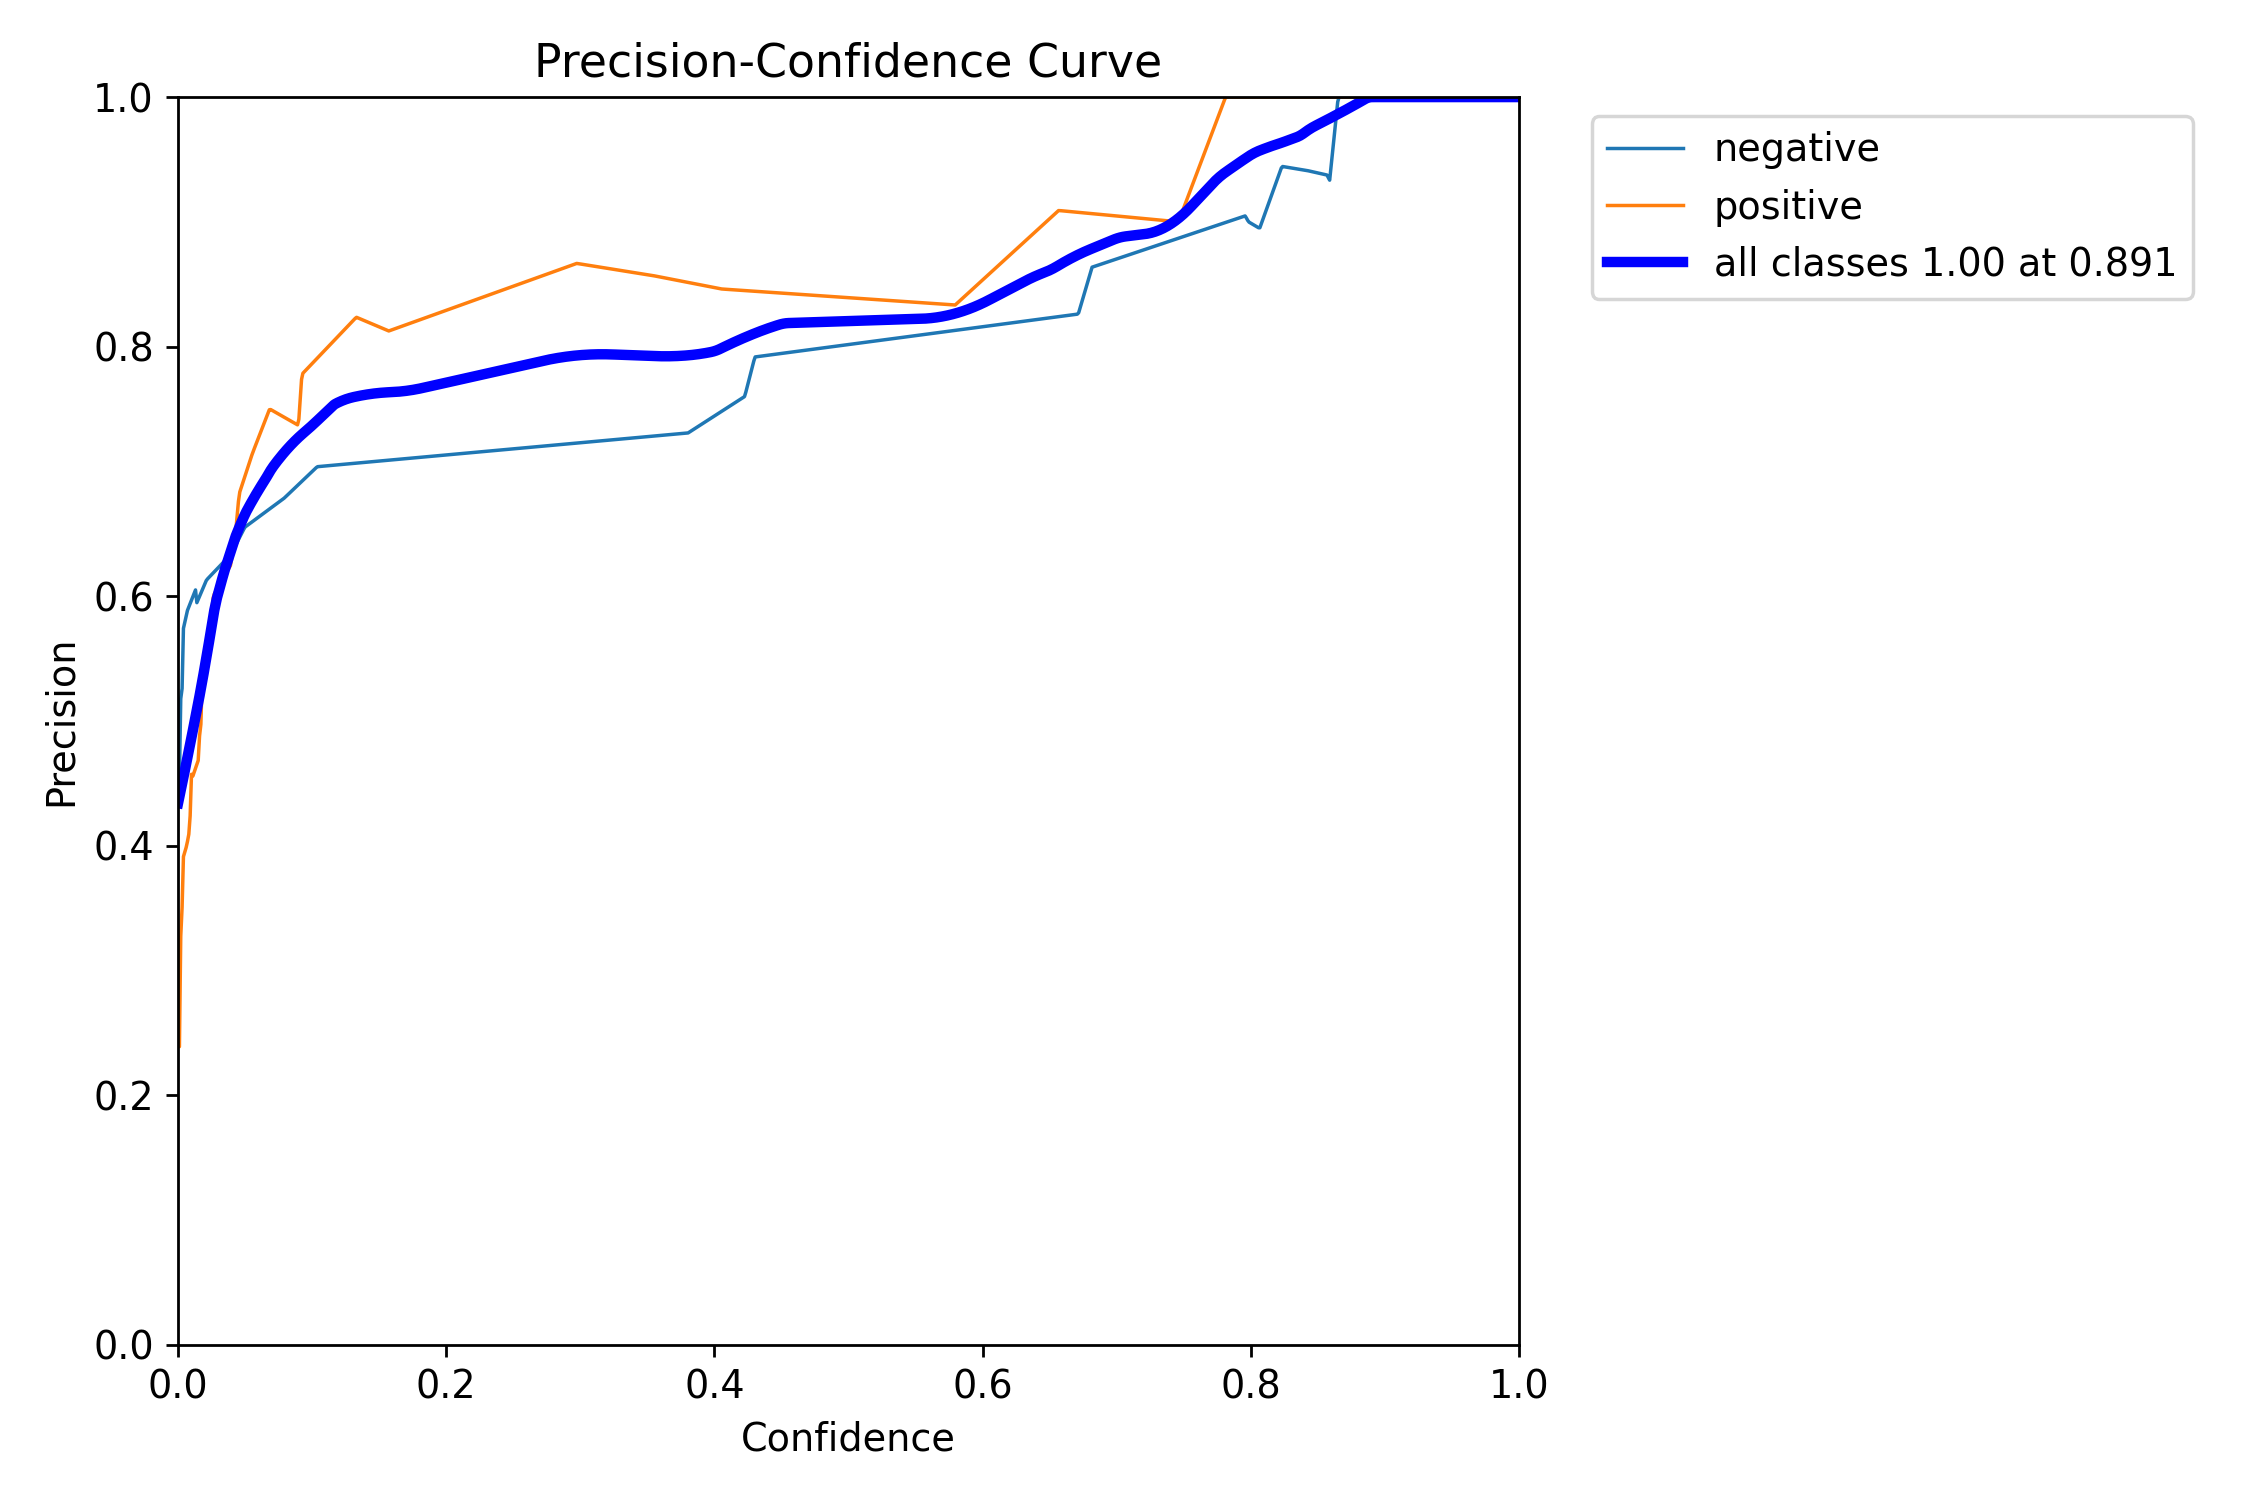 Precision-Confidence Curve
1.0
0.8
0.6
0.4
0.2
0.0
Precision
0.0 0.2 0.4 0.6 0.8 1.0
Confidence
negative
positive
all classes 1.00 at 0.891